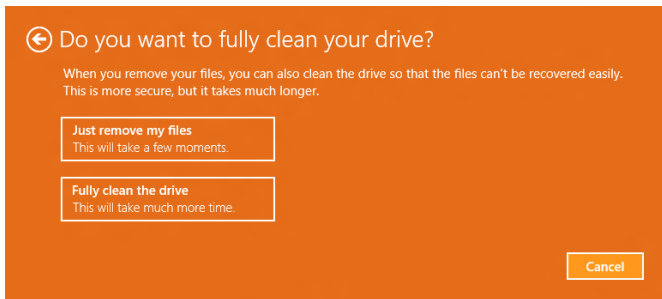 Do you want to fully clean your drive?
When you remove your files, you can also clean the drive so that the files can't be recovered easily.
This is more secure, but it takes much longer.
Just remove my files
This will take a few moments.
Fully clean the drive
This will take much more time.
Cancel